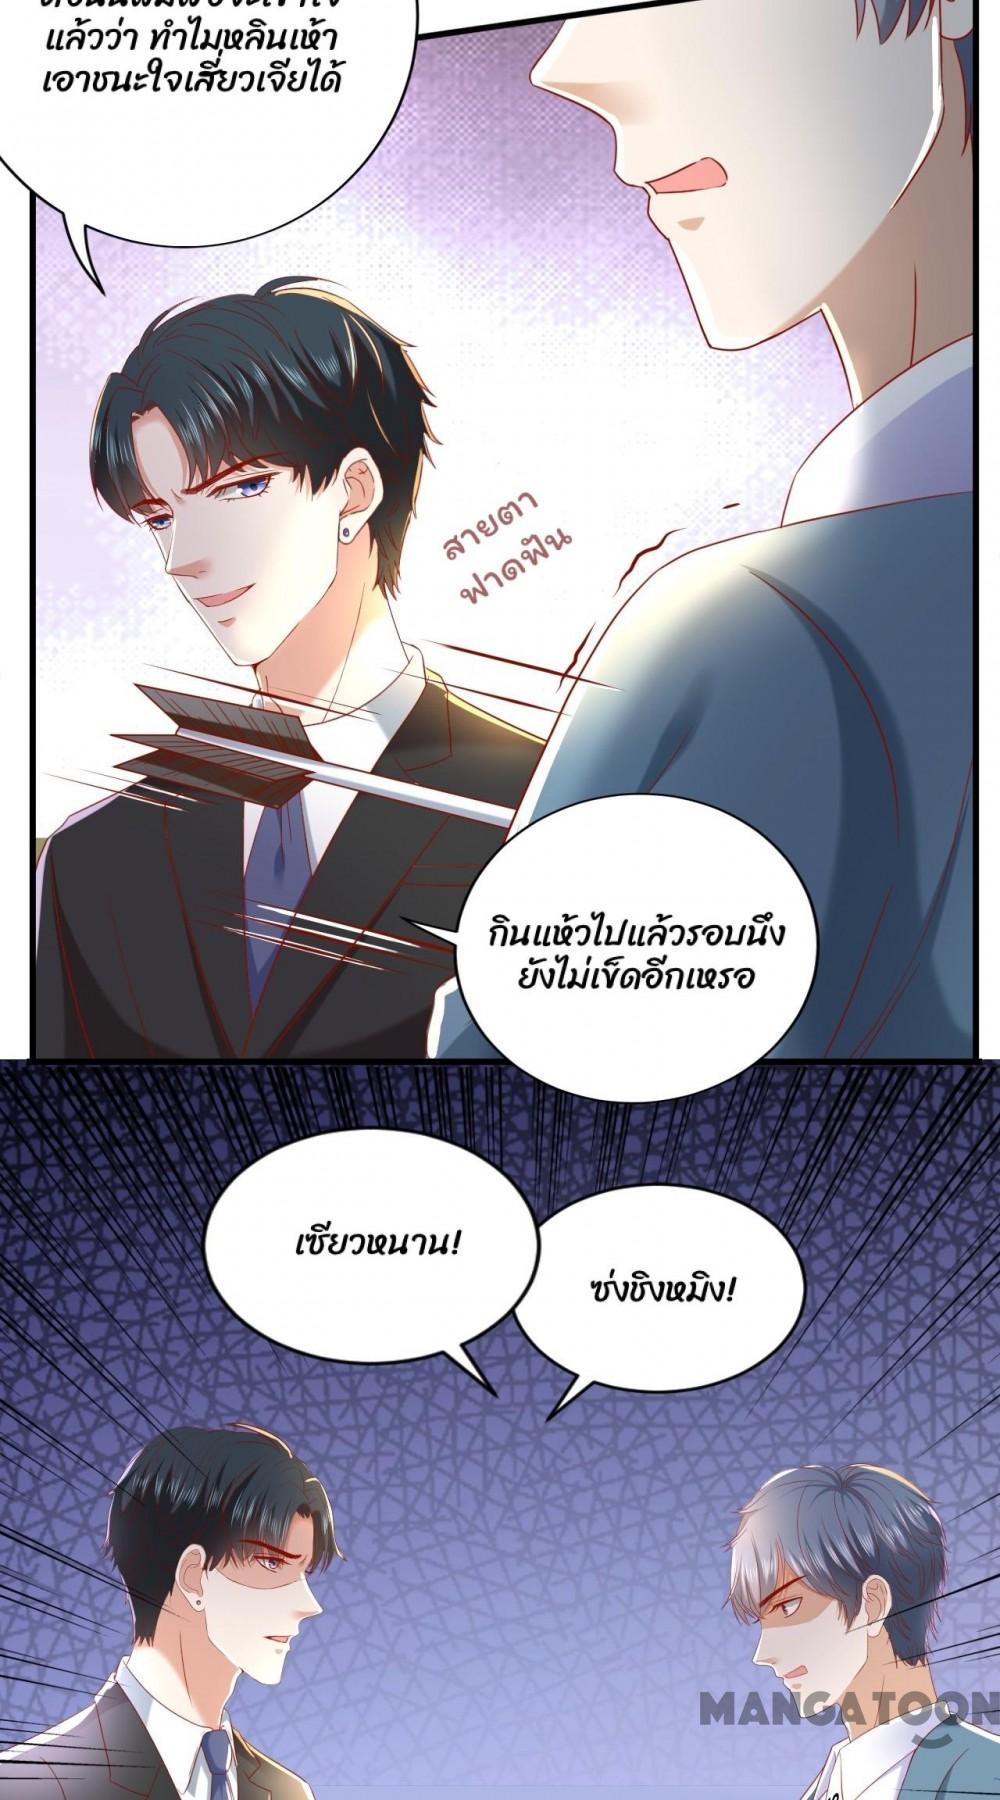 แล้วว่า ทำไมหลินเห้า
เอาชนะใจเสี่ยวเจียได้
สายตา
ฟาดฟัน
กินแห้วไปแล้วรอบนึง
ยังไม่เข็ดอีกเหรอ
เซียวหนาน!
ซ่งชิงหมิง!
MANGATOON